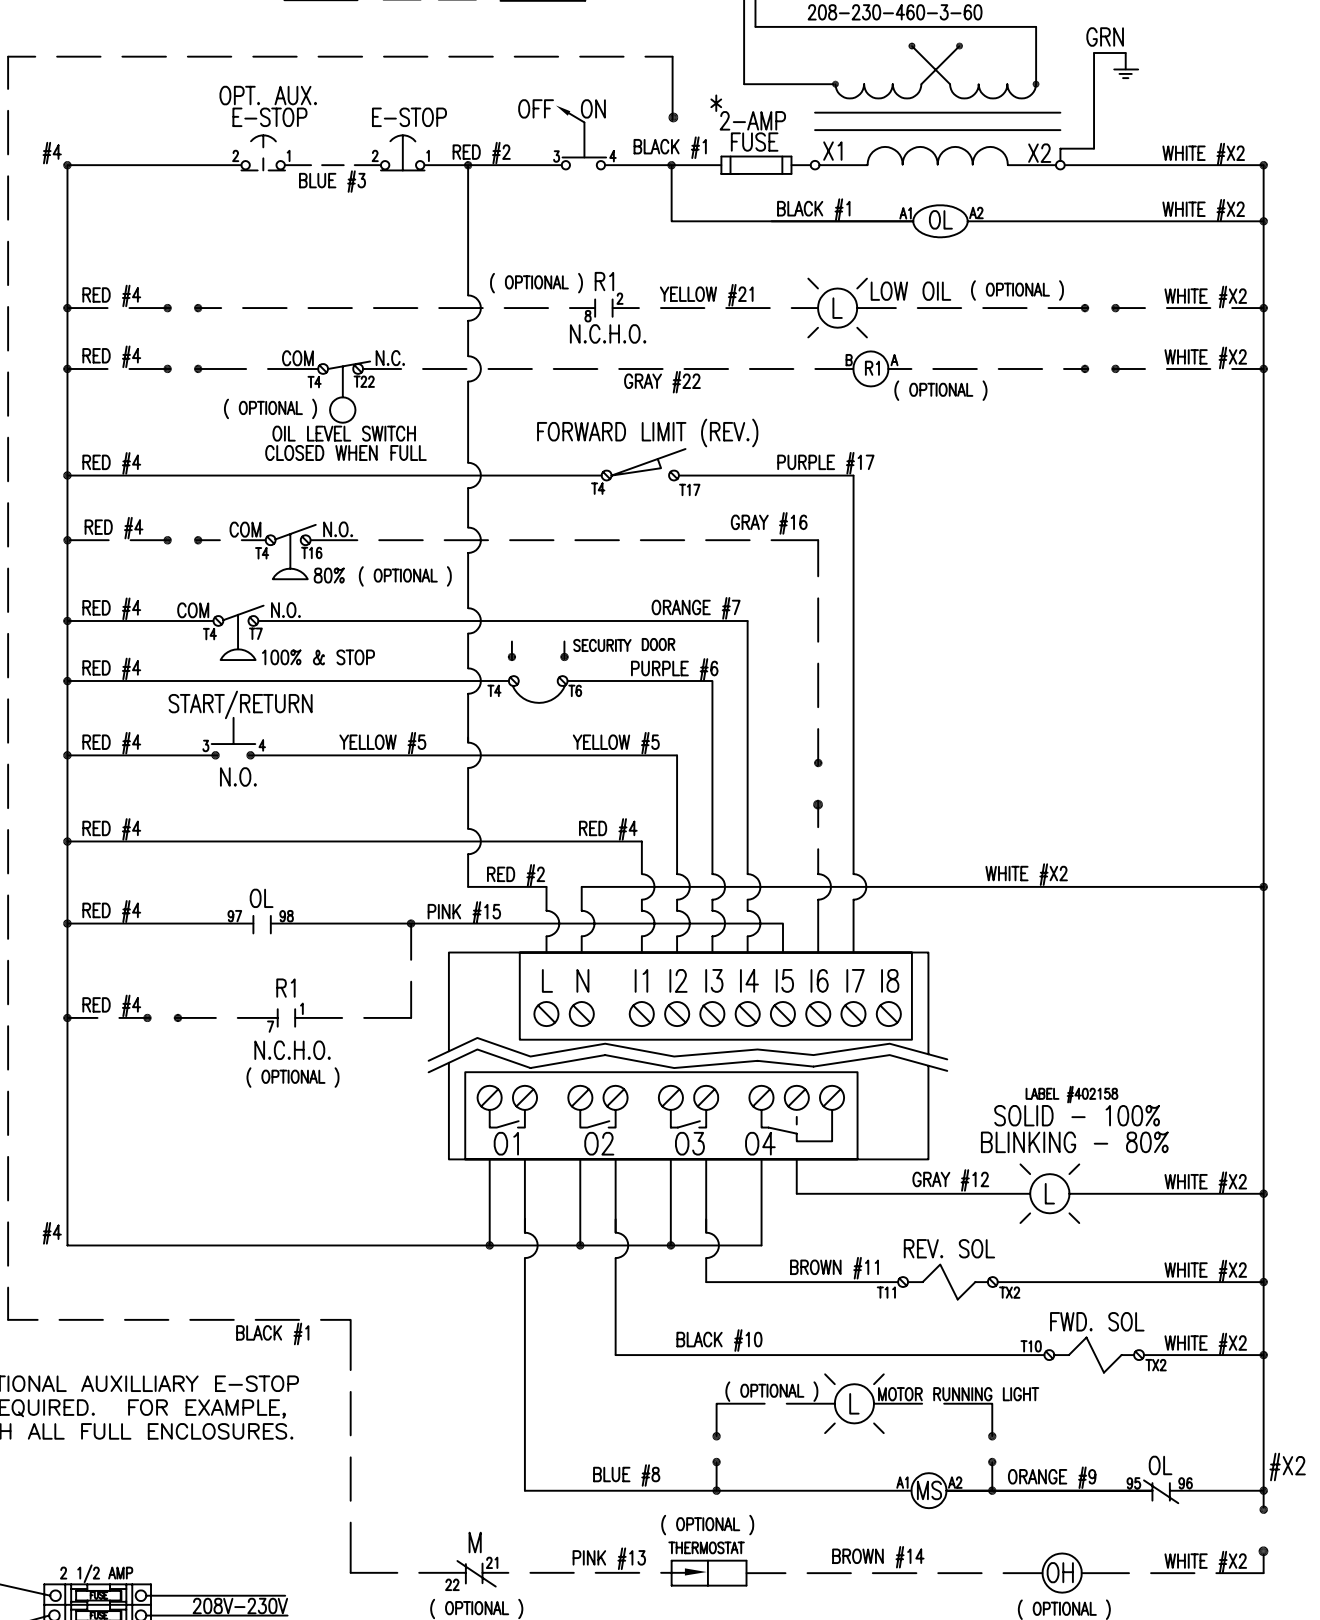 208-230-460-3-60
GRN
OPT. AUX.
E-STOP
E-STOP
OFF ON
*
2-AMP
FUSE
#4
2 1
BLUE #3
2 1
RED #2
3 4
BLACK #1
X1
X2
WHITE #X2
BLACK #1
A1 OL A2
WHITE #X2
RED #4
( OPTIONAL ) R1
8 2
N.C.H.O.
YELLOW #21
L
LOW OIL ( OPTIONAL )
WHITE #X2
RED #4
COM N.C.
T4 T22
GRAY #22
B R1 A
( OPTIONAL )
WHITE #X2
( OPTIONAL )
OIL LEVEL SWITCH
CLOSED WHEN FULL
FORWARD LIMIT (REV.)
RED #4
T4 T17
PURPLE #17
RED #4
COM N.O.
T4 T16
80% ( OPTIONAL )
GRAY #16
RED #4
COM N.O.
T4 T7
100% & STOP
ORANGE #7
RED #4
T4 T6
SECURITY DOOR
PURPLE #6
START/RETURN
RED #4
3 4
N.O.
YELLOW #5
YELLOW #5
RED #4
RED #4
RED #2
WHITE #X2
RED #4
OL
97 98
PINK #15
RED #4
R1
7 1
N.C.H.O.
( OPTIONAL )
L N I1 I2 I3 I4 I5 I6 I7 I8
O1 O2 O3 O4
LABEL #402158
SOLID - 100%
BLINKING - 80%
GRAY #12
L
WHITE #X2
#4
REV. SOL
BROWN #11
T11 TX2
WHITE #X2
FWD. SOL
BLACK #10
T10 TX2
WHITE #X2
BLACK #1
TIONAL AUXILLIARY E-STOP
EQUIRED. FOR EXAMPLE,
H ALL FULL ENCLOSURES.
( OPTIONAL )
L
MOTOR RUNNING LIGHT
BLUE #8
A1 MS A2
ORANGE #9
OL
95 96
#X2
M
22 21
( OPTIONAL )
PINK #13
( OPTIONAL )
THERMOSTAT
BROWN #14
OH
( OPTIONAL )
WHITE #X2
2 1/2 AMP
FUSE
FUSE
208V-230V